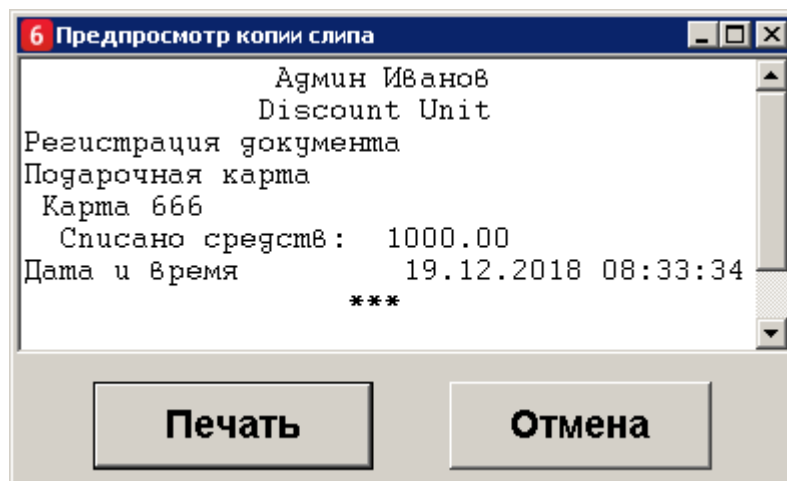 6 Предпросмотр копии слипа
Админ Иванов
Discount Unit
Регистрация документа
Подарочная карта
Карта 666
Списано средств: 1000.00
Дата и время 19.12.2018 08:33:34
***
Печать Отмена